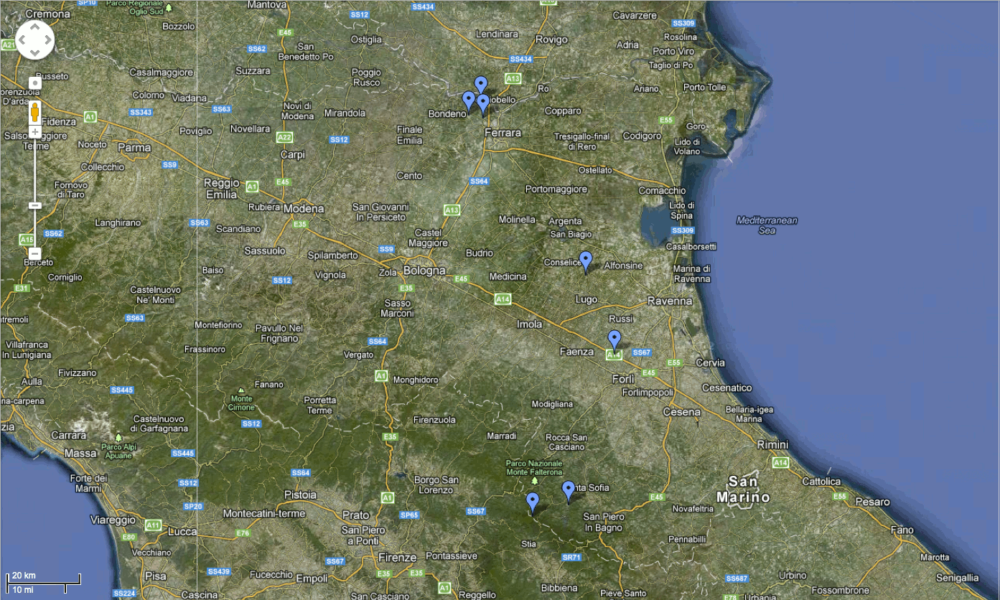 Cremona
SP10
Parco Regionale
Oglio Sud
Mantova
SS12
SS434
Cavarzere
Bozzolo
E45
Ostiglia
Lendinara
Rovigo
SS309
Rosolina
A21
SS62
San
Benedetto Po
SS434
Adria
Porto Viro
Taglio di Po
Casalmaggiore
Suzzara
Poggio
Rusco
A13
Ro
Ariano
Porto Tolle
D'arda
Colorno
Viadana
SS63
Novi di
Modena
Mirandola
Bondeno
obello
Copparo
E55
A1
SS343
Fidenza
Poviglio
Novellara
A22
SS12
Finale
Emilia
Ferrara
Tresigallo-final
di Rero
Codigoro
Goro
Lido di
Volano
Terme
Noceto
Parma
Carpi
Collecchio
SS9
Cento
SS64
Ostellato
Fornovo
di Taro
Reggio
Emilia
A1
E45
Portomaggiore
Comacchio
Rubiera
Modena
San Giovanni
In Persiceto
A13
Lido di
Spina
Langhirano
SS63
Scandiano
E35
Molinella
Argenta
San Biagio
SS309
Mediterranean
Sea
A15
SS62
Castel
Maggiore
Casalborsetti
Berceto
Sassuolo
Spilamberto
SS9
Budrio
Conselice
Alfonsine
Marina di
Ravenna
Corniglio
Baiso
SS12
Vignola
Zola
Bologna
E45
Medicina
E31
Castelnuovo
Ne' Monti
E35
A14
Lugo
Ravenna
tremoli
SS63
Montefiorino
Pavullo Nel
Frignano
Sasso
Marconi
Imola
Russi
Villafranca
In Lunigiana
Frassinoro
SS64
Vergato
Faenza
A14
SS67
E55
Cervia
Aulla
Fivizzano
SS445
Fanano
A1
Monghidoro
Forlì
E45
Forlimpopoli
Cesenatico
na-carpena
Monte
Cimone
Porretta
Terme
Modigliana
Cesena
Bellaria-igea
Marina
zia
Castelnuovo
di Garfagnana
SS12
Firenzuola
E35
Marradi
Rocca San
Casciano
Carrara
Parco Alpi
Apuane
Massa
SS445
Rimini
A14
Parco Nazionale
Monte Falterona
Forte dei
Marmi
SS12
SS64
Borgo San
Lorenzo
nta Sofia
San
Marino
Cattolica
E55
Pesaro
SP20
Pistoia
A1
E45
Viareggio
A11
Montecatini-terme
Prato
SP65
SS67
San Piero
In Bagno
Novafeltria
Fano
E80
Lucca
E76
San Piero
a Ponti
Stia
Pennabilli
Vecchiano
SS67
Firenze
Pontassieve
SR71
Marotta
20 km
10 mi
Pisa
SS439
Fucecchio
Empoli
E35
E35
A1
Bibbiena
SS687
Urbino
Senigallia
SS224
Cascina
San Casciano
Reggello
Pieve Santo
E78
Urbania
Fossombrone